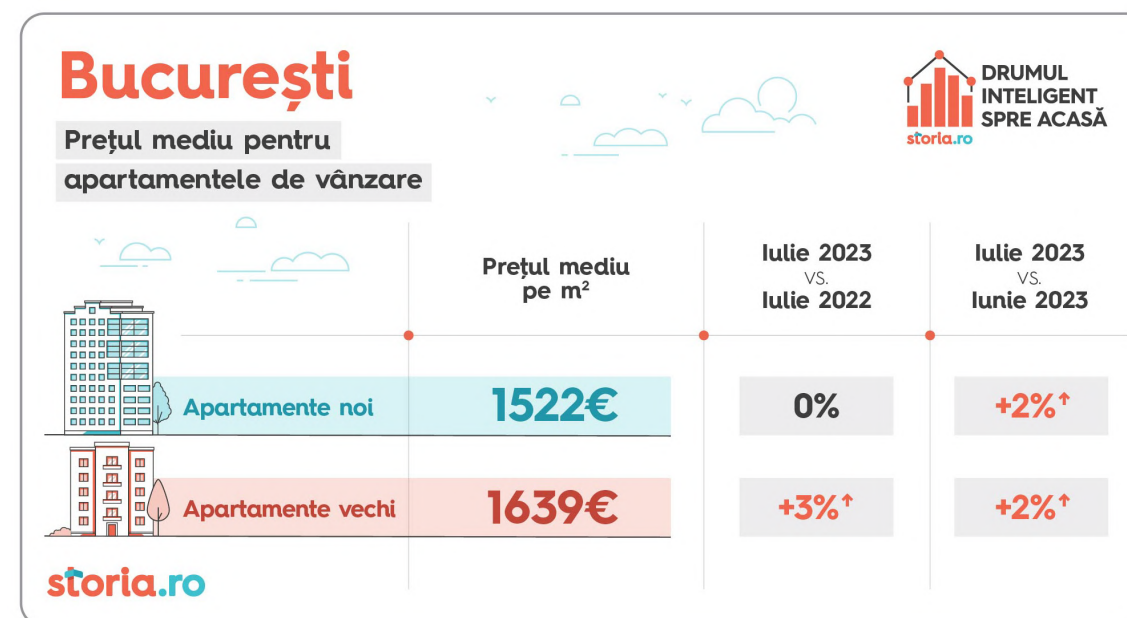 București
Prețul mediu pentru
apartamentele de vânzare
DRUMUL
INTELIGENT
SPRE ACASĂ
storia.ro
Prețul mediu
pe m²
Iulie 2023
VS.
Iulie 2022
Iulie 2023
VS.
Iunie 2023
Apartamente noi
1522€
0%
+2%↑
Apartamente vechi
1639€
+3%↑
+2%↑
storia.ro